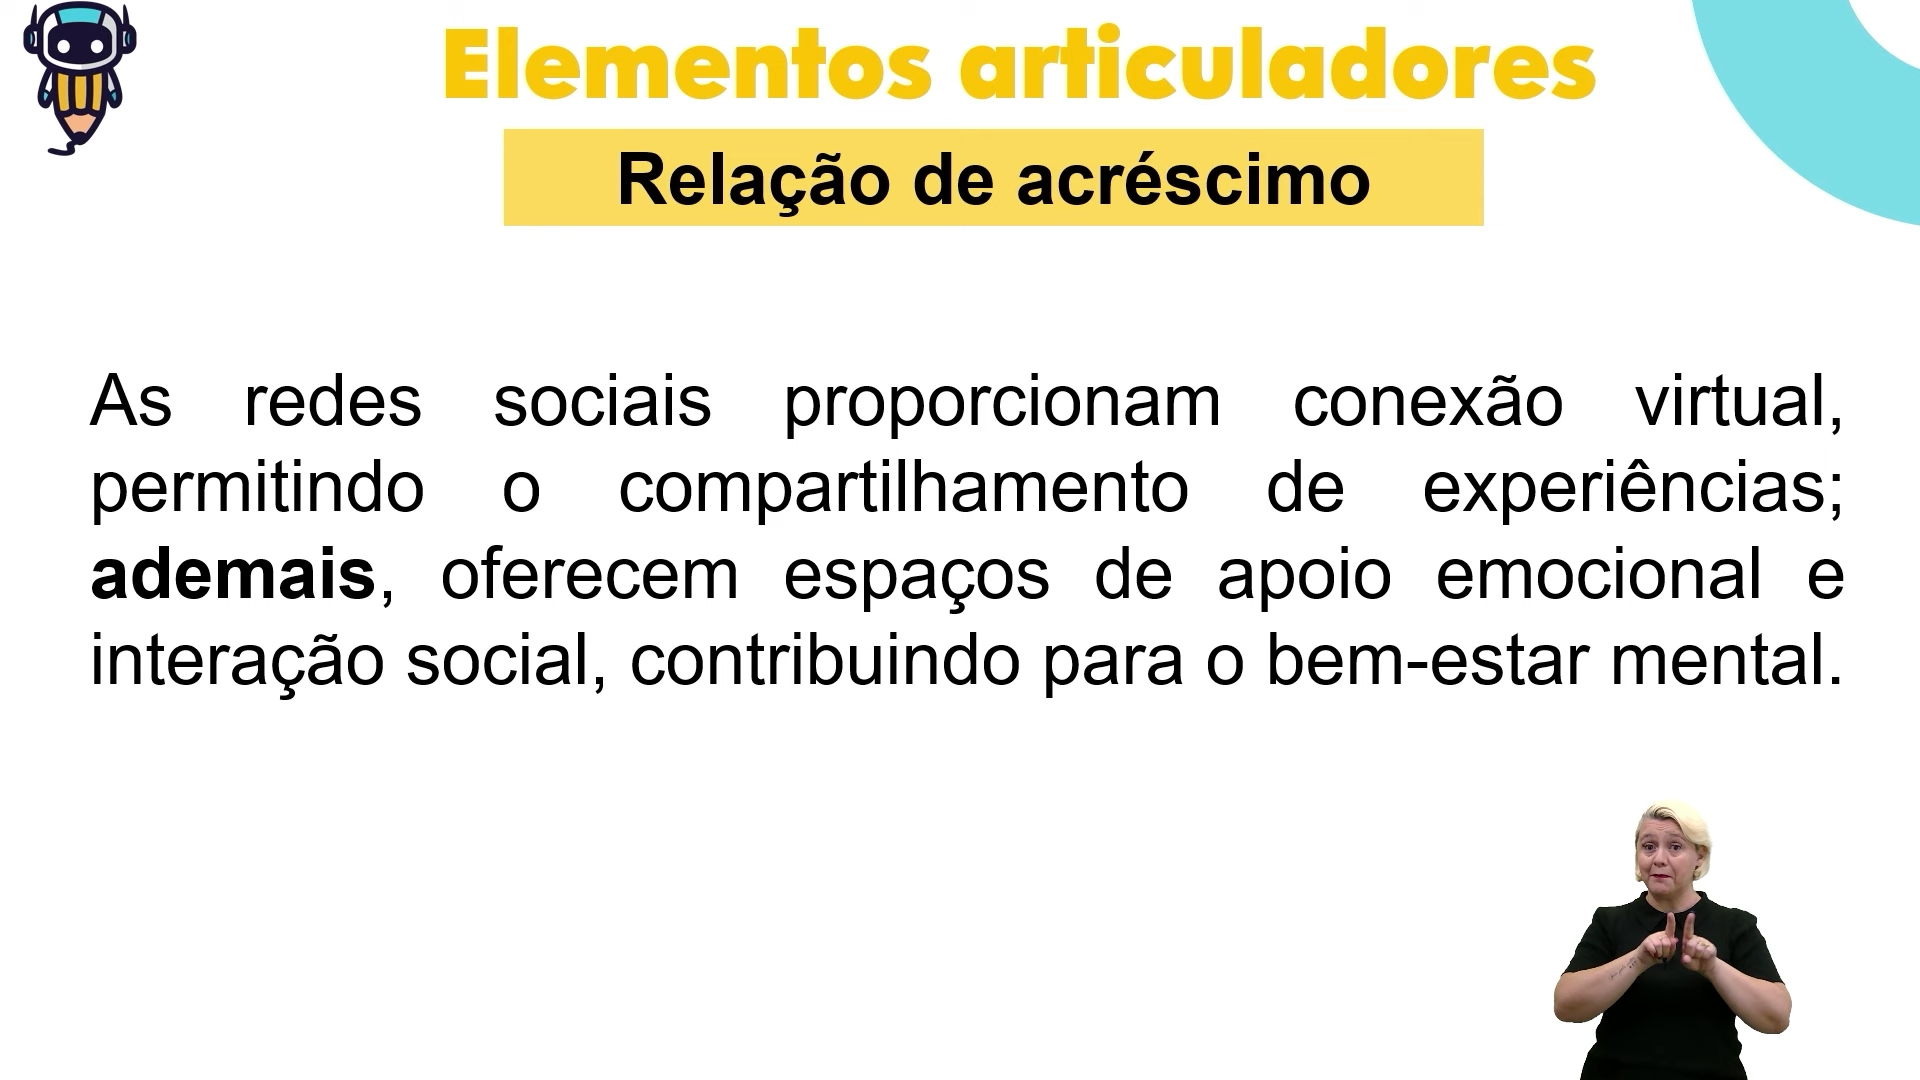 Elementos articuladores
Relação de acréscimo
As redes sociais proporcionam conexão virtual,
permitindo o compartilhamento de experiências;
ademais, oferecem espaços de apoio emocional e
interação social, contribuindo para o bem-estar mental.